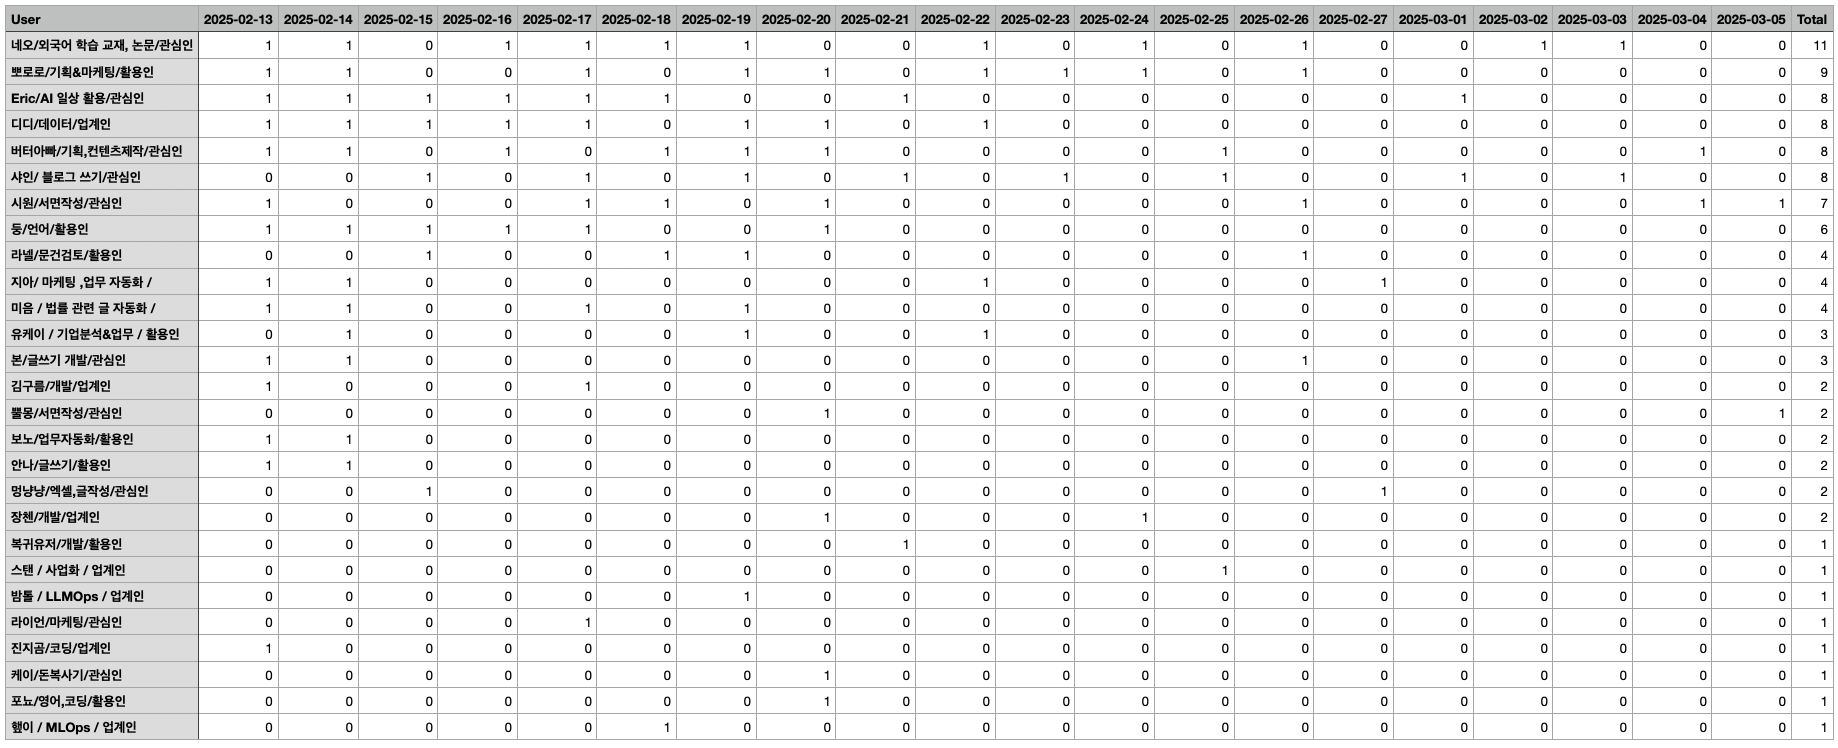 User 2025-02-13 2025-02-14 2025-02-15 2025-02-16 2025-02-17 2025-02-18 2025-02-19 2025-02-20 2025-02-21 2025-02-22 2025-02-23 2025-02-24 2025-02-25 2025-02-26 2025-02-27 2025-03-01 2025-03-02 2025-03-03 2025-03-04 2025-03-05 Total
네오/외국어 학습 교재, 논문/관심인 1 1 0 1 1 1 1 0 0 1 0 1 0 1 0 0 1 1 0 0 11
뽀로로/기획&마케팅/활용인 1 1 0 0 1 0 1 1 0 1 1 1 0 1 0 0 0 0 0 0 9
Eric/AI 일상 활용/관심인 1 1 1 1 1 1 0 0 1 0 0 0 0 0 0 1 0 0 0 0 8
디디/데이터/업계인 1 1 1 1 1 0 1 1 0 1 0 0 0 0 0 0 0 0 0 0 8
버터아빠/기획,컨텐츠제작/관심인 1 1 0 1 0 1 1 1 0 0 0 0 1 0 0 0 0 0 1 0 8
샤인/ 블로그 쓰기/관심인 0 0 1 0 1 0 1 0 1 0 1 0 1 0 0 1 0 1 0 0 8
시원/서면작성/관심인 1 0 0 0 1 1 0 1 0 0 0 0 0 1 0 0 0 0 1 1 7
둥/언어/활용인 1 1 1 1 1 0 0 1 0 0 0 0 0 0 0 0 0 0 0 0 6
라넬/문건검토/활용인 0 0 1 0 0 1 1 0 0 0 0 0 0 1 0 0 0 0 0 0 4
지아/ 마케팅 ,업무 자동화 / 1 1 0 0 0 0 0 0 0 1 0 0 0 0 1 0 0 0 0 0 4
미음 / 법률 관련 글 자동화 / 1 1 0 0 1 0 1 0 0 0 0 0 0 0 0 0 0 0 0 0 4
유케이 / 기업분석&업무 / 활용인 0 1 0 0 0 0 1 0 0 1 0 0 0 0 0 0 0 0 0 0 3
본/글쓰기 개발/관심인 1 1 0 0 0 0 0 0 0 0 0 0 0 1 0 0 0 0 0 0 3
김구름/개발/업계인 1 0 0 0 1 0 0 0 0 0 0 0 0 0 0 0 0 0 0 0 2
뿔몽/서면작성/관심인 0 0 0 0 0 0 0 1 0 0 0 0 0 0 0 0 0 0 0 1 2
보노/업무자동화/활용인 1 1 0 0 0 0 0 0 0 0 0 0 0 0 0 0 0 0 0 0 2
안나/글쓰기/활용인 1 1 0 0 0 0 0 0 0 0 0 0 0 0 0 0 0 0 0 0 2
멍냥냥/엑셀,글작성/관심인 0 0 1 0 0 0 0 0 0 0 0 0 0 0 1 0 0 0 0 0 2
장첸/개발/업계인 0 0 0 0 0 0 0 1 0 0 0 1 0 0 0 0 0 0 0 0 2
복귀유저/개발/활용인 0 0 0 0 0 0 0 0 1 0 0 0 0 0 0 0 0 0 0 0 1
스탠 / 사업화 / 업계인 0 0 0 0 0 0 0 0 0 0 0 0 1 0 0 0 0 0 0 0 1
밤톨 / LLMOps / 업계인 0 0 0 0 0 0 1 0 0 0 0 0 0 0 0 0 0 0 0 0 1
라이언/마케팅/관심인 0 0 0 0 1 0 0 0 0 0 0 0 0 0 0 0 0 0 0 0 1
진지곰/코딩/업계인 1 0 0 0 0 0 0 0 0 0 0 0 0 0 0 0 0 0 0 0 1
케이/돈복사기/관심인 0 0 0 0 0 0 0 1 0 0 0 0 0 0 0 0 0 0 0 0 1
포뇨/영어,코딩/활용인 0 0 0 0 0 0 0 1 0 0 0 0 0 0 0 0 0 0 0 0 1
/ MLOps / 업계인 0 0 0 0 0 1 0 0 0 0 0 0 0 0 0 0 0 0 0 0 1